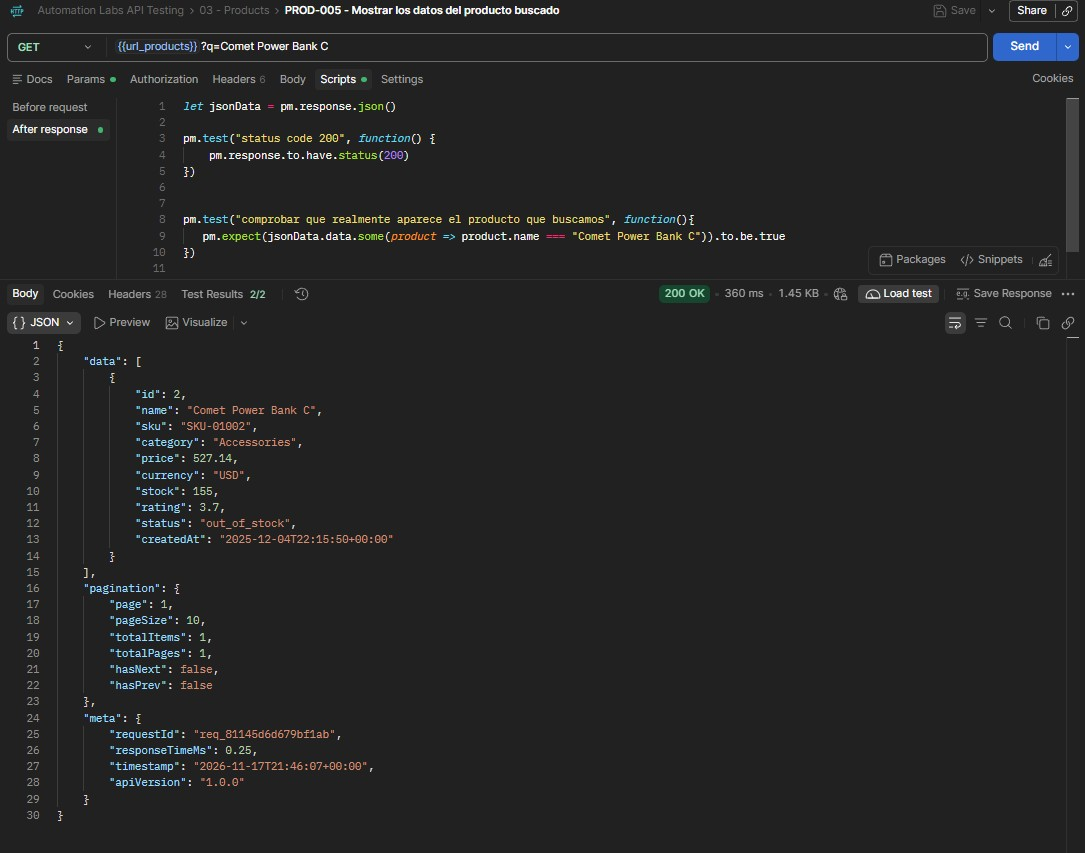 HTTP Automation Labs API Testing > 03 - Products > PROD-005 - Mostrar los datos del producto buscado Save Share
GET {{url_products}} ?q=Comet Power Bank C Send
Docs Params Authorization Headers 6 Body Scripts Settings Cookies
Before request
After response
1 let jsonData = pm.response.json()
2
3 pm.test("status code 200", function() {
4 pm.response.to.have.status(200)
5 })
6
7
8 pm.test("comprobar que realmente aparece el producto que buscamos", function(){
9 pm.expect(jsonData.data.some(product => product.name === "Comet Power Bank C")).to.be.true
10 })
11
Packages </> Snippets
Body Cookies Headers 28 Test Results 2/2 200 OK 360 ms 1.45 KB Load test Save Response
{} JSON Preview Visualize
1 {
2 "data": [
3 {
4 "id": 2,
5 "name": "Comet Power Bank C",
6 "sku": "SKU-01002",
7 "category": "Accessories",
8 "price": 527.14,
9 "currency": "USD",
10 "stock": 155,
11 "rating": 3.7,
12 "status": "out_of_stock",
13 "createdAt": "2025-12-04T22:15:50+00:00"
14 }
15 ],
16 "pagination": {
17 "page": 1,
18 "pageSize": 10,
19 "totalItems": 1,
20 "totalPages": 1,
21 "hasNext": false,
22 "hasPrev": false
23 },
24 "meta": {
25 "requestId": "req_81145d6d679bf1ab",
26 "responseTimeMs": 0.25,
27 "timestamp": "2026-11-17T21:46:07+00:00",
28 "apiVersion": "1.0.0"
29 }
30 }